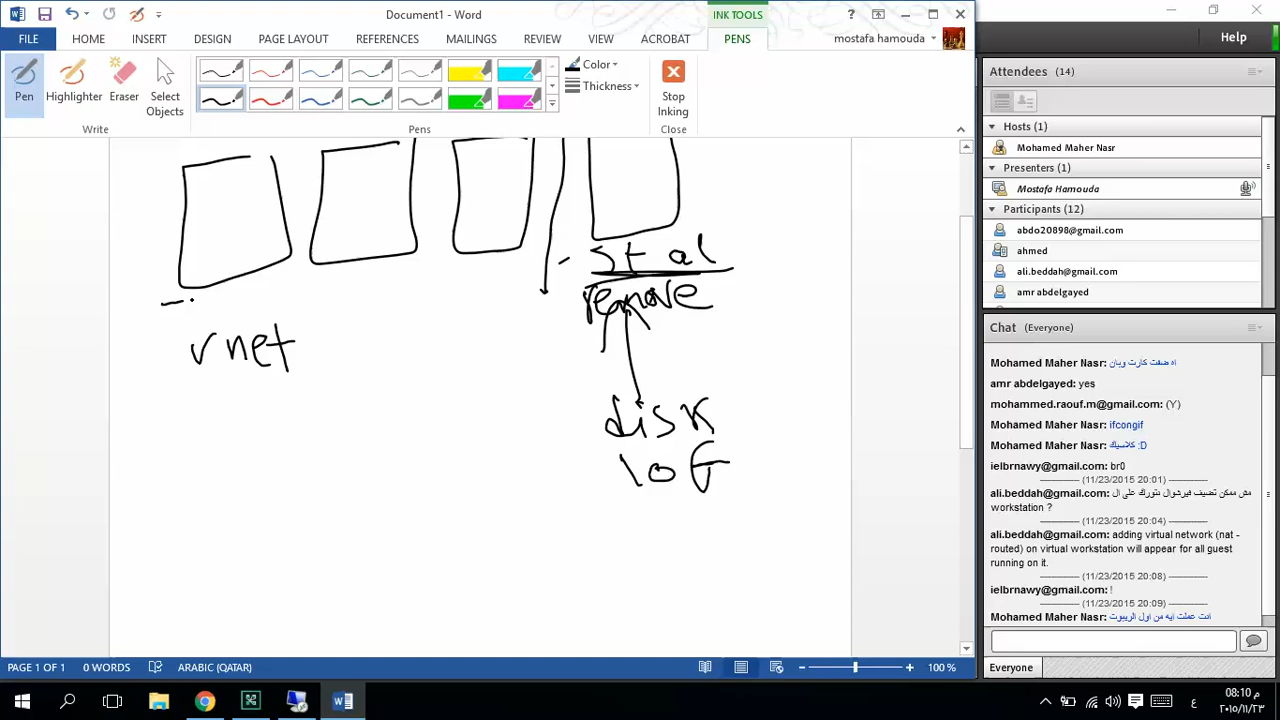 Document1 - Word
INK TOOLS
FILE
HOME
INSERT
DESIGN
PAGE LAYOUT
REFERENCES
MAILINGS
REVIEW
VIEW
ACROBAT
PENS
mostafa hamouda
Help
Pen
Highlighter
Eraser
Select Objects
Write
Pens
Color
Thickness
Stop Inking
Close
remove
disk
Attendees (14)
Hosts (1)
Mohamed Maher Nasr
Presenters (1)
Mostafa Hamouda
Participants (12)
abdo20898@gmail.com
ahmed
ali.beddah@gmail.com
amr abdelgayed
Chat (Everyone)
Mohamed Maher Nasr: اه ضفت كارت وبان
amr abdelgayed: yes
mohammed.raouf.m@gmail.com: (Y)
Mohamed Maher Nasr: ifcongif
Mohamed Maher Nasr: كلاسيك :D
ielbrnawy@gmail.com: br0
(11/23/2015 20:01)
ali.beddah@gmail.com: مش ممكن تضيف فيرشوال نتورك على ال
workstation ?
(11/23/2015 20:04)
ali.beddah@gmail.com: adding virtual network (nat -
routed) on virtual workstation will appear for all guest
running on it.
(11/23/2015 20:08)
ielbrnawy@gmail.com: !
(11/23/2015 20:09)
Mohamed Maher Nasr: انت عملت ايه من اول الريبوت
Everyone
PAGE 1 OF 1
0 WORDS
ARABIC (QATAR)
100 %
ع
08:10 م
٢٠١٥/١١/٢٣